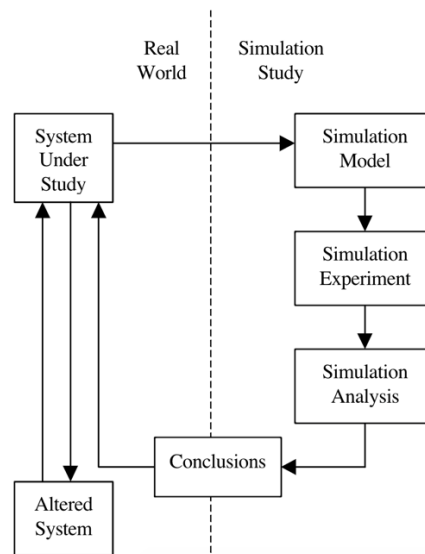 Real
World
Simulation
Study
System
Under
Study
Simulation
Model
Simulation
Experiment
Simulation
Analysis
Conclusions
Altered
System